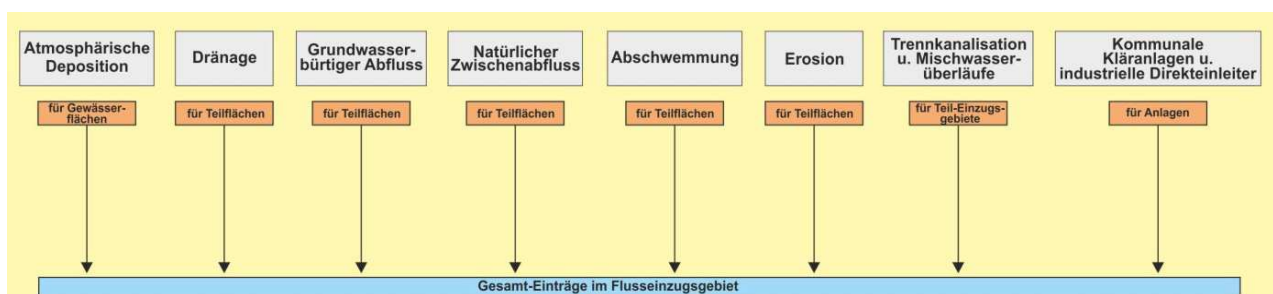 Atmosphärische
Deposition
Dränage
Grundwasser-
bürtiger Abfluss
Natürlicher
Zwischenabfluss
Abschwemmung
Erosion
Trennkanalisation
u. Mischwasser-
überläufe
Kommunale
Kläranlagen u.
industrielle Direkteinleiter
für Gewässer-
flächen
für Teilflächen
für Teilflächen
für Teilflächen
für Teilflächen
für Teilflächen
für Teil-Einzugs-
gebiete
für Anlagen
Gesamt-Einträge im Flusseinzugsgebiet